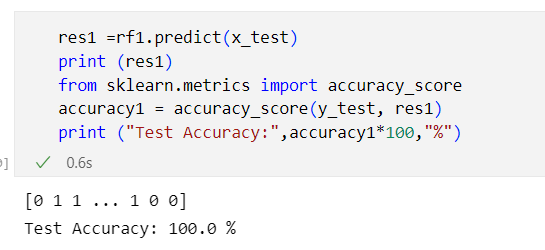 res1 =rf1.predict(x_test)
print (res1)
from sklearn.metrics import accuracy_score
accuracy1 = accuracy_score(y_test, res1)
print ("Test Accuracy:",accuracy1*100,"%")
] ✓ 0.6s
[0 1 1 ... 1 0 0]
Test Accuracy: 100.0 %